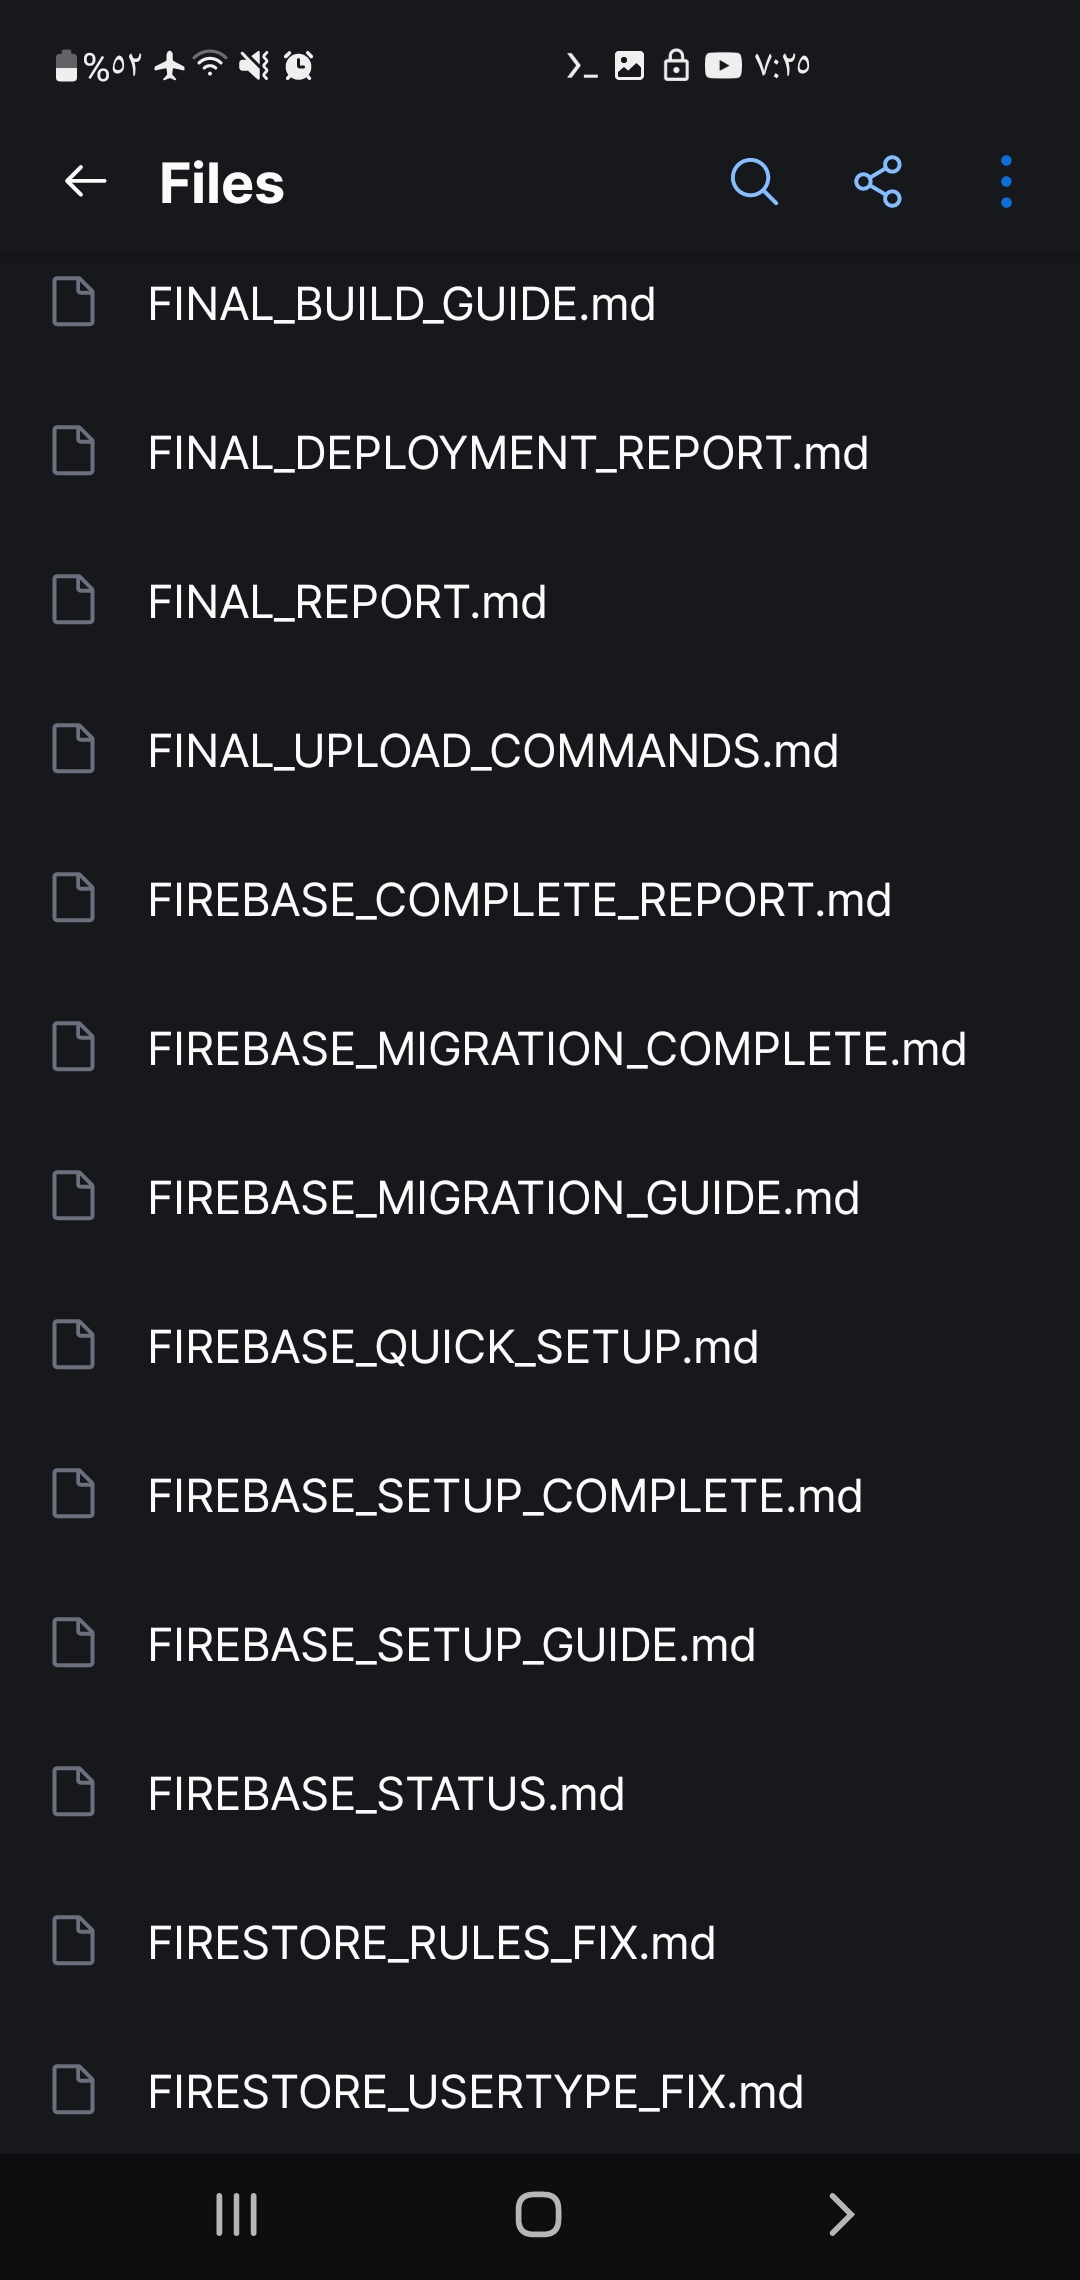 %٥٢ ٧:٢٥
Files
FINAL_BUILD_GUIDE.md
FINAL_DEPLOYMENT_REPORT.md
FINAL_REPORT.md
FINAL_UPLOAD_COMMANDS.md
FIREBASE_COMPLETE_REPORT.md
FIREBASE_MIGRATION_COMPLETE.md
FIREBASE_MIGRATION_GUIDE.md
FIREBASE_QUICK_SETUP.md
FIREBASE_SETUP_COMPLETE.md
FIREBASE_SETUP_GUIDE.md
FIREBASE_STATUS.md
FIRESTORE_RULES_FIX.md
FIRESTORE_USERTYPE_FIX.md